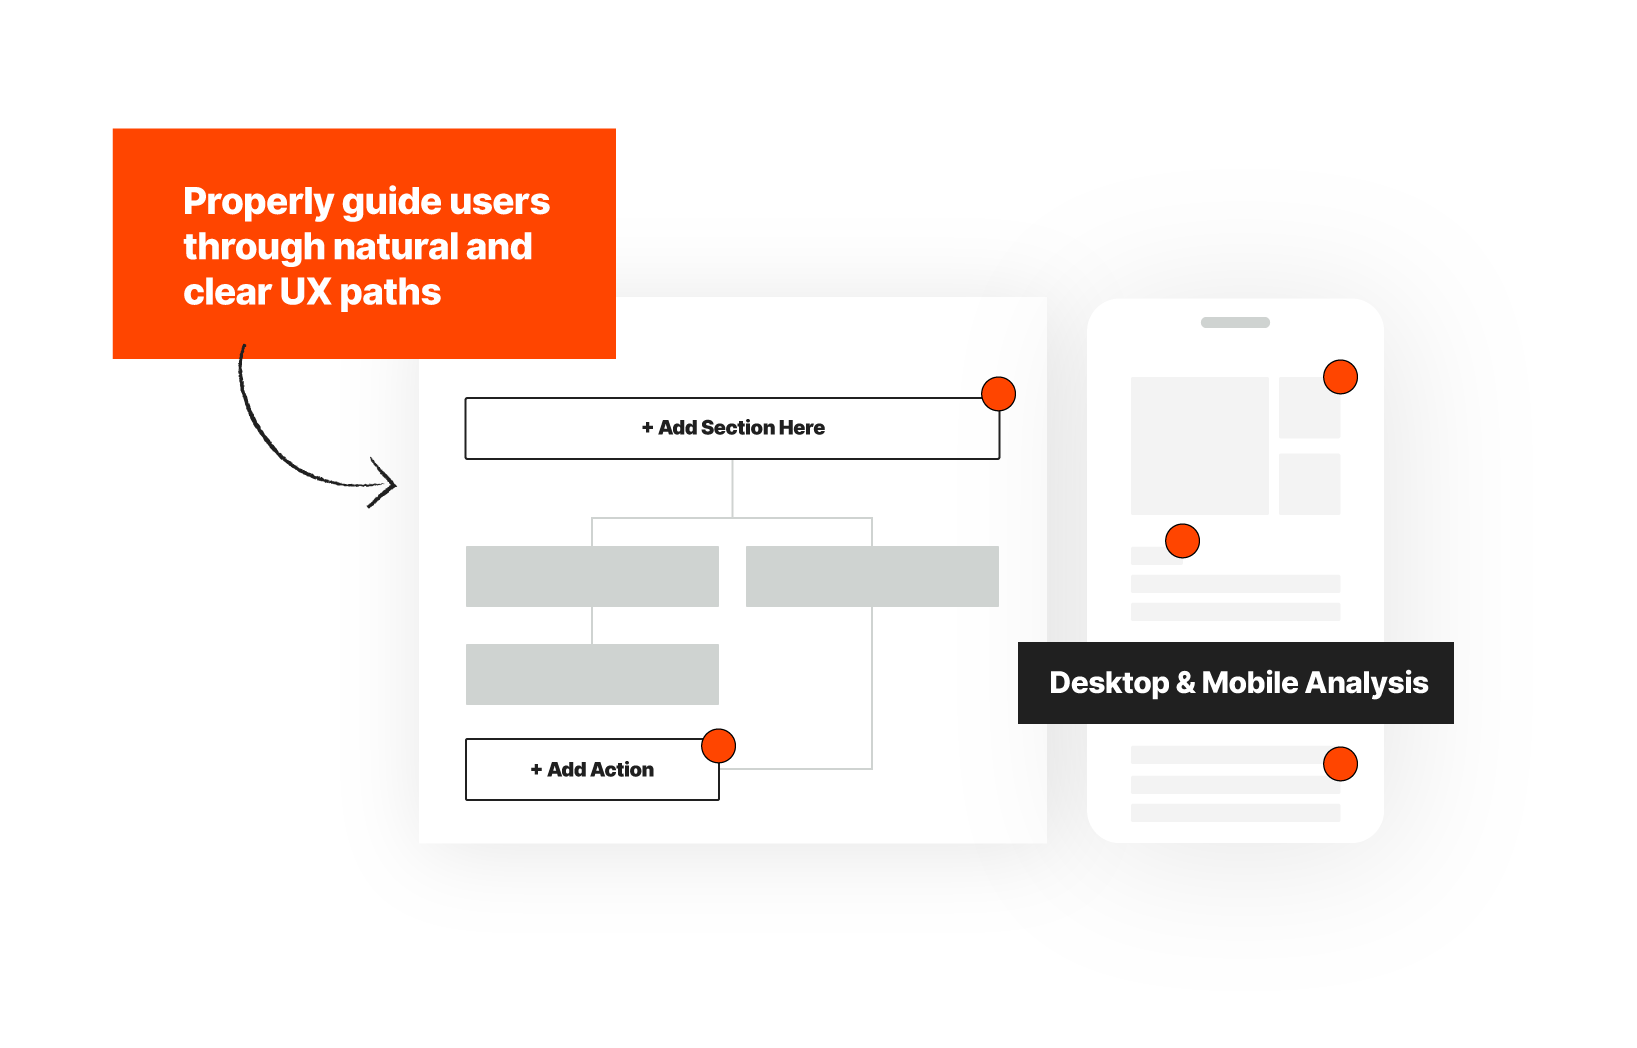 Properly guide users
through natural and
clear UX paths
+ Add Section Here
+ Add Action
Desktop & Mobile Analysis